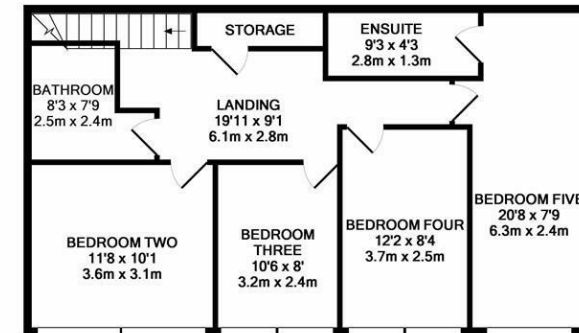 STORAGE
ENSUITE
9'3 x 4'3
2.8m x 1.3m
BATHROOM
8'3 x 7'9
2.5m x 2.4m
LANDING
19'11 x 9'1
6.1m x 2.8m
BEDROOM TWO
11'8 x 10'1
3.6m x 3.1m
BEDROOM
THREE
10'6 x 8'
3.2m x 2.4m
BEDROOM FOUR
12'2 x 8'4
3.7m x 2.5m
BEDROOM FIVE
20'8 x 7'9
6.3m x 2.4m